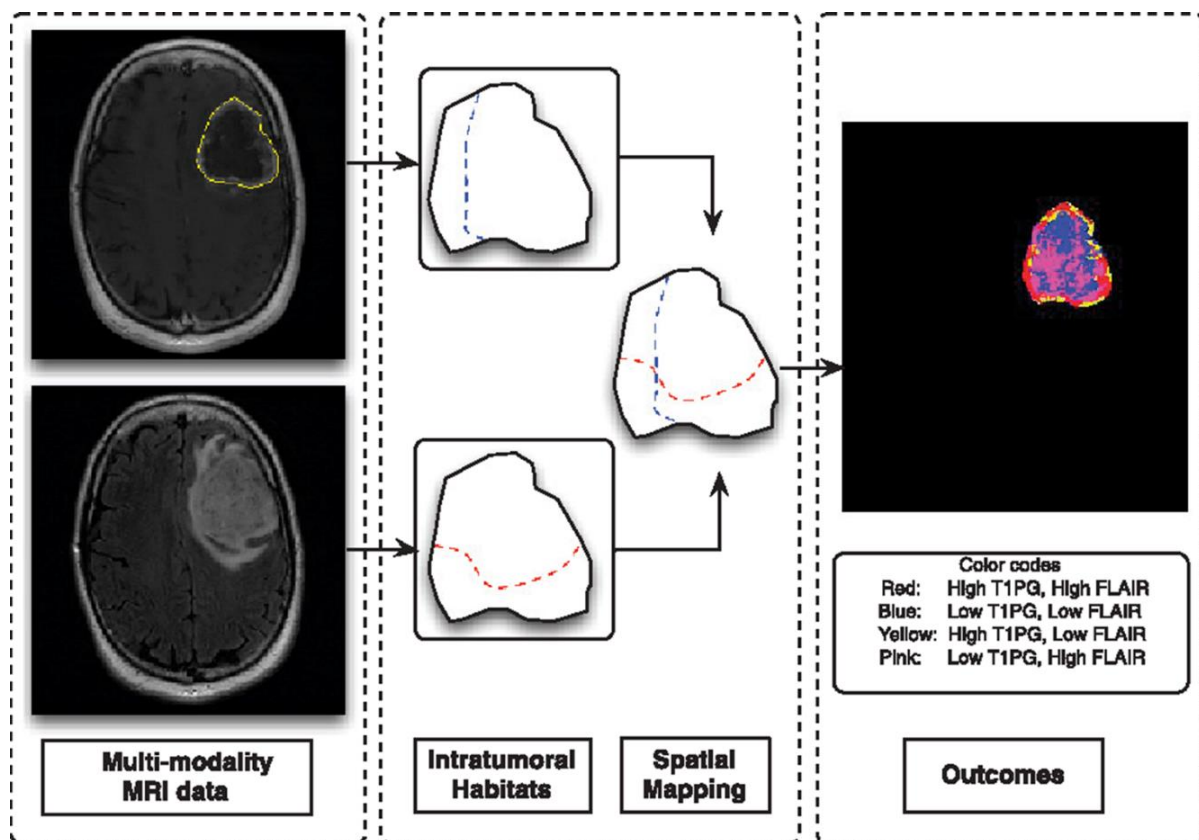 Color codes
Red: High T1PG, High FLAIR
Blue: Low T1PG, Low FLAIR
Yellow: High T1PG, Low FLAIR
Pink: Low T1PG, High FLAIR
Multi-modality
MRI data
Intratumoral
Habitats
Spatial
Mapping
Outcomes